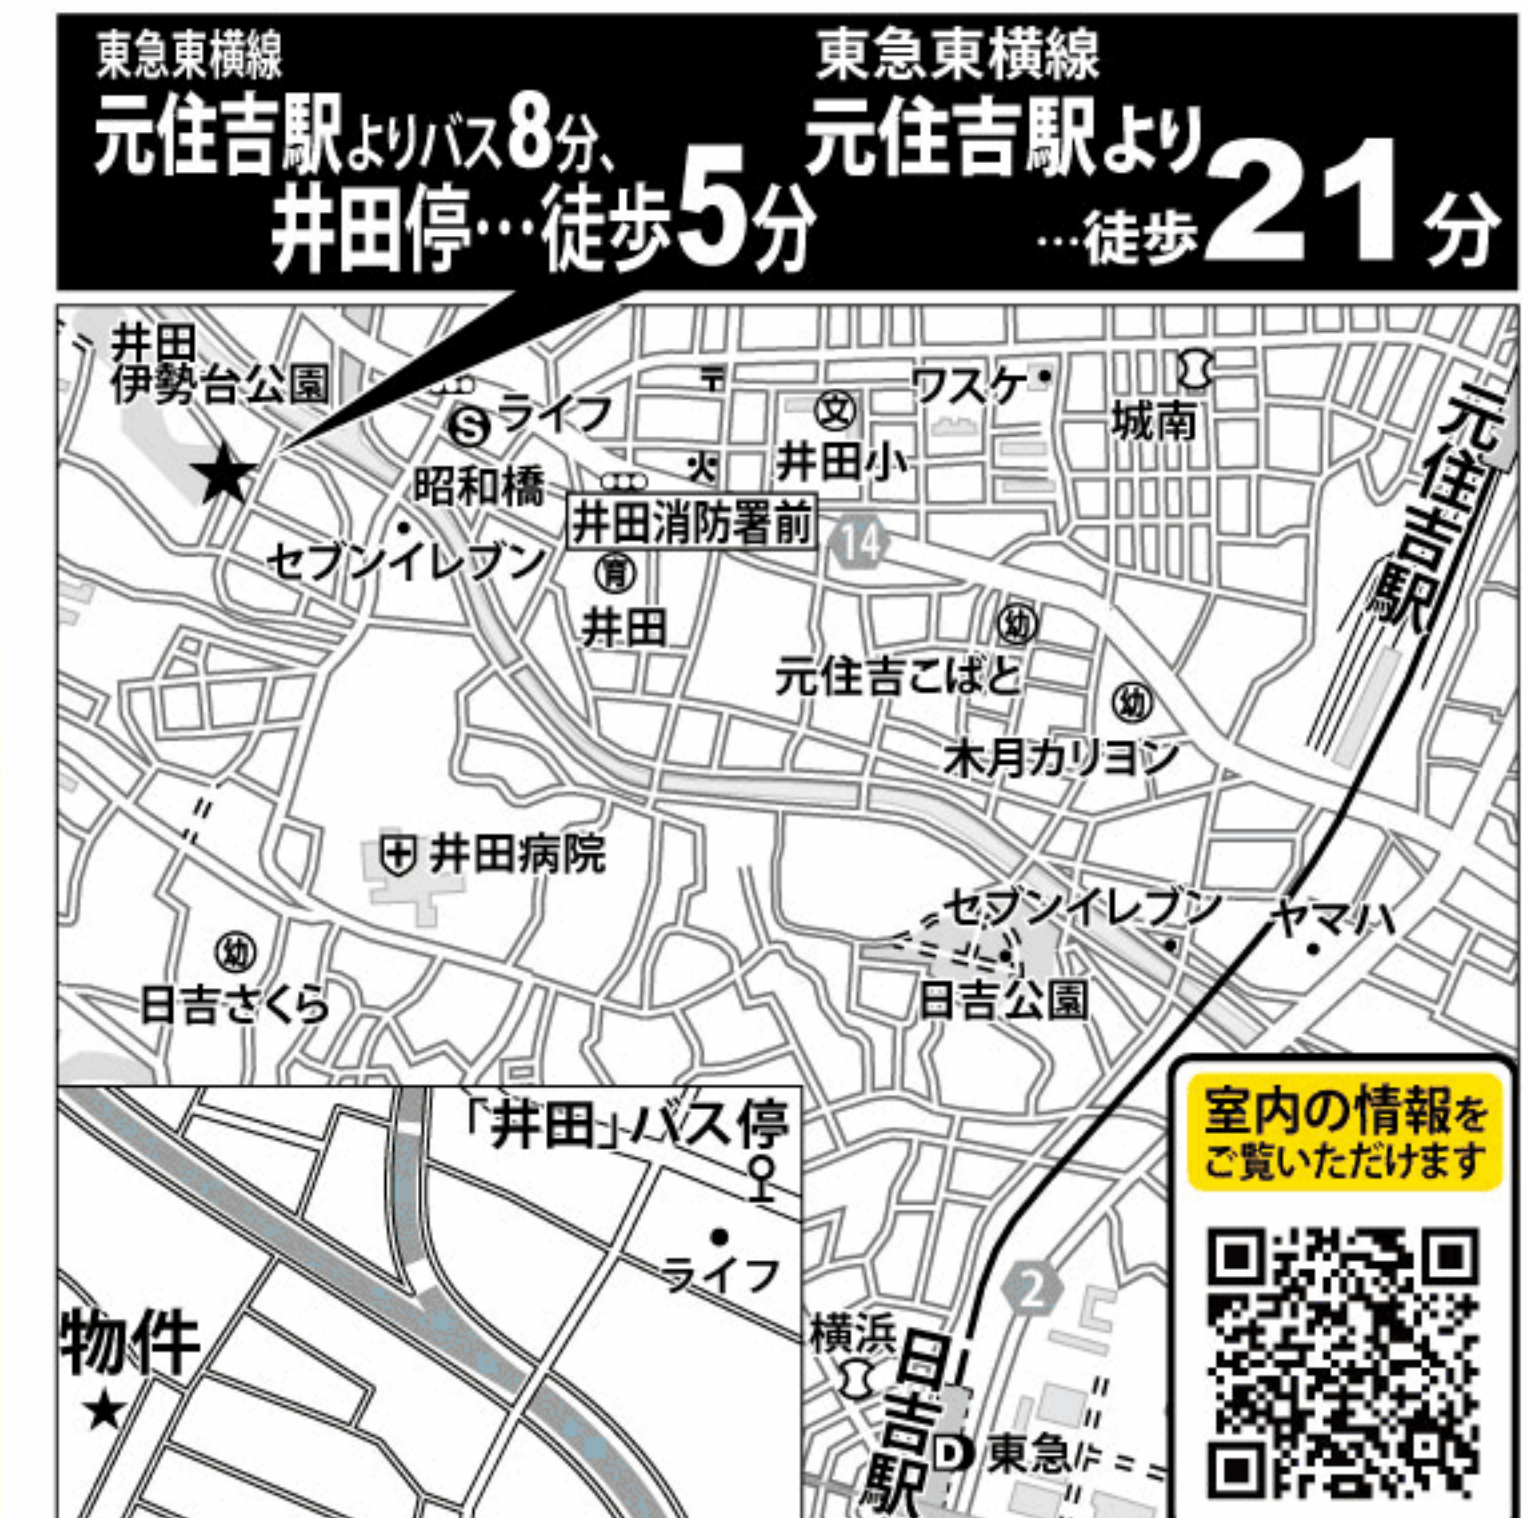 東急東横線
元住吉駅よりバス8分、
井田停…徒歩5分
東急東横線
元住吉駅より
…徒歩21分
井田
伊勢台公園
ライフ
昭和橋
セブンイレブン
井田消防署前
井田
文
井田小
ワスケ
城南
14
元住吉駅
幼
元住吉こばと
幼
木月カリヨン
井田病院
幼
日吉さくら
セブンイレブン
ヤマハ
日吉公園
「井田」バス停
ライフ
物件
2
横浜
日吉駅
D 東急
室内の情報を
ご覧いただけます